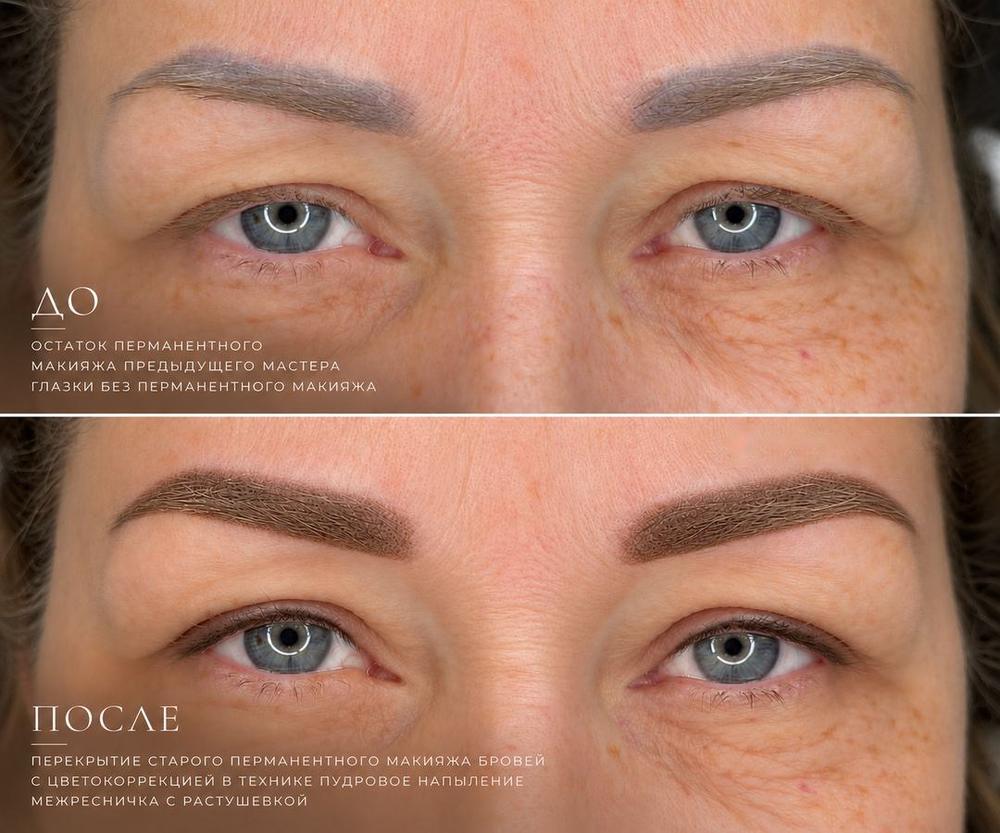 ДО
ОСТАТОК ПЕРМАНЕНТНОГО
МАКИЯЖА ПРЕДЫДУЩЕГО МАСТЕРА
ГЛАЗКИ БЕЗ ПЕРМАНЕНТНОГО МАКИЯЖА
ПОСЛЕ
ПЕРЕКРЫТИЕ СТАРОГО ПЕРМАНЕНТНОГО МАКИЯЖА БРОВЕЙ
С ЦВЕТОКОРРЕКЦИЕЙ В ТЕХНИКЕ ПУДРОВОЕ НАПЫЛЕНИЕ
МЕЖРЕСНИЧКА С РАСТУШЕВКОЙ